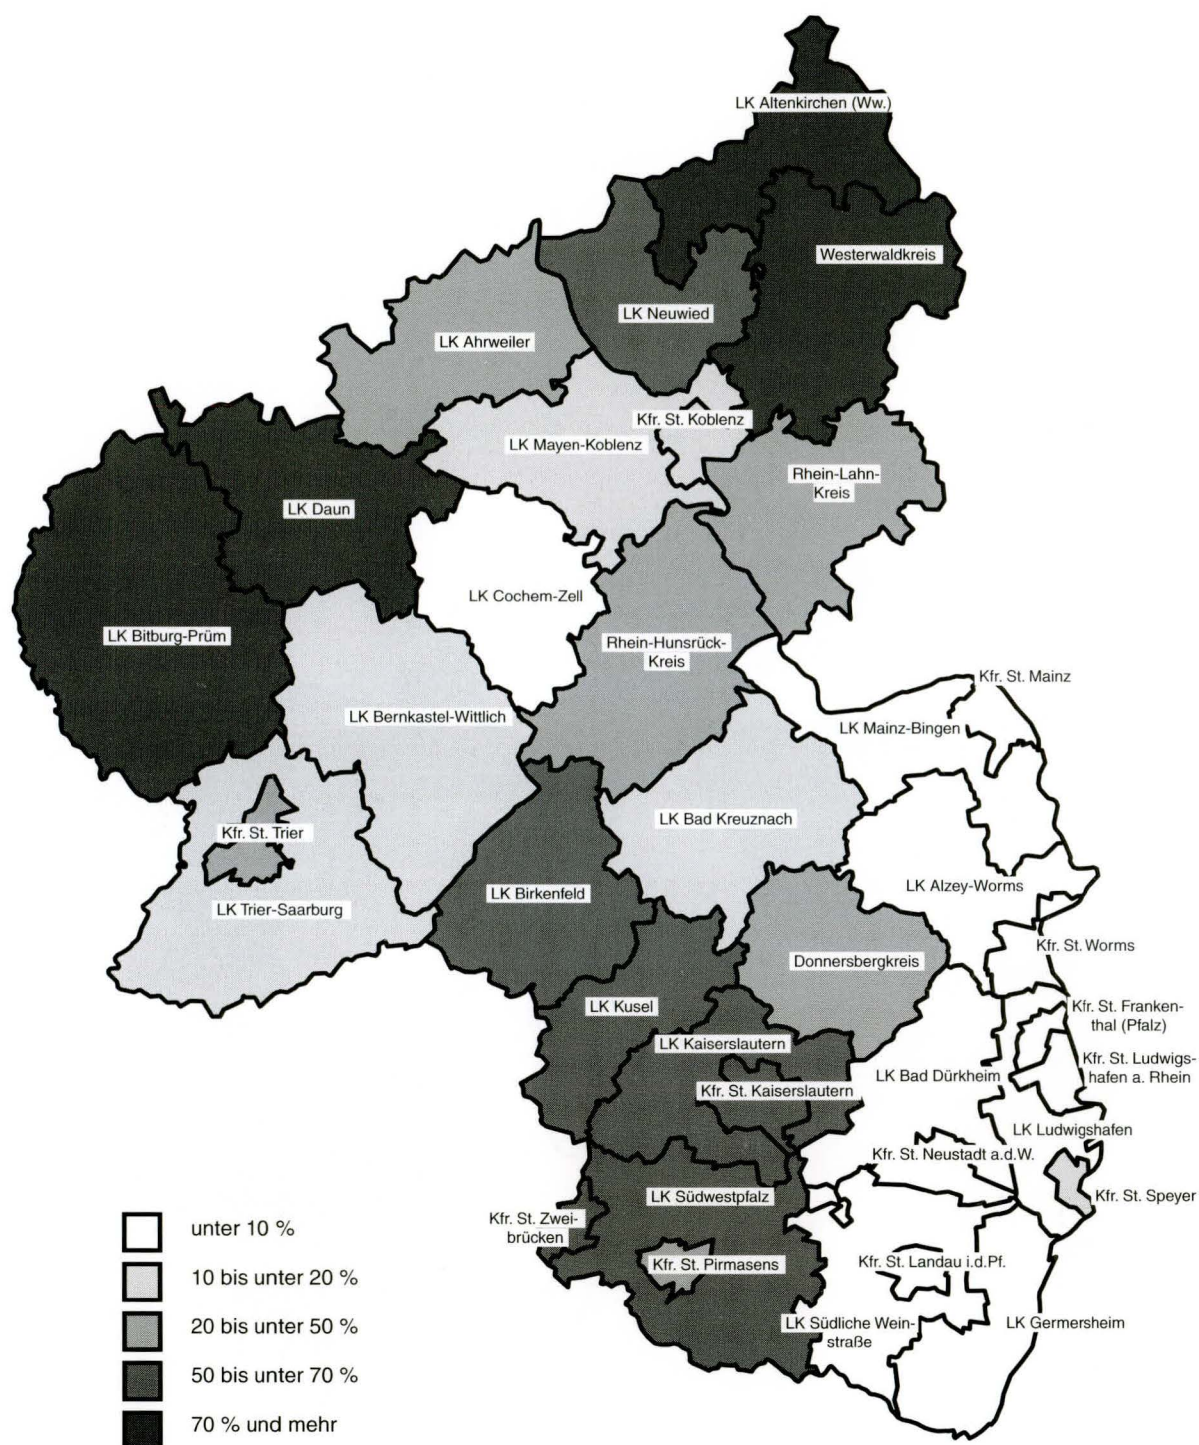 LK Altenkirchen (Ww.)
Westerwaldkreis
LK Neuwied
LK Ahrweiler
Kfr. St. Koblenz
LK Mayen-Koblenz
Rhein-Lahn-
Kreis
LK Daun
LK Cochem-Zell
LK Bitburg-Prüm
Rhein-Hunsrück-
Kreis
Kfr. St. Mainz
LK Bernkastel-Wittlich
LK Mainz-Bingen
LK Bad Kreuznach
Kfr. St. Trier
LK Alzey-Worms
LK Birkenfeld
LK Trier-Saarburg
Kfr. St. Worms
Donnersbergkreis
LK Kusel
Kfr. St. Franken-
thal (Pfalz)
LK Kaiserslautern
Kfr. St. Ludwigs-
hafen a. Rhein
LK Bad Dürkheim
Kfr. St. Kaiserslautern
LK Ludwigshafen
Kfr. St. Neustadt a.d.W.
LK Südwestpfalz
Kfr. St. Speyer
Kfr. St. Zwei-
brücken
Kfr. St. Pirmasens
Kfr. St. Landau i.d.Pf.
LK Südliche Wein-
straße
LK Germersheim
unter 10 %
10 bis unter 20 %
20 bis unter 50 %
50 bis unter 70 %
70 % und mehr